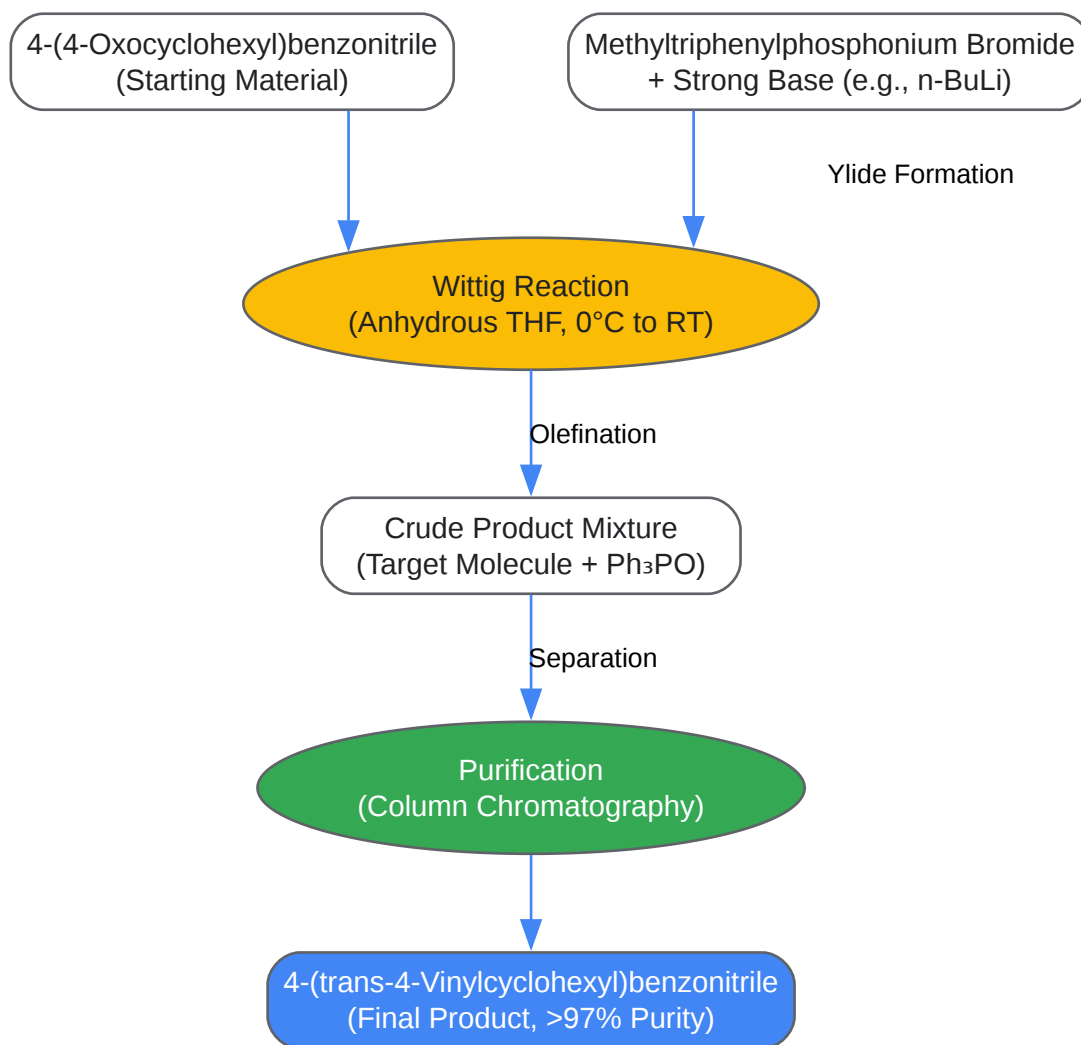 4-(4-Oxocyclohexyl)benzonitrile
(Starting Material)
Methyltriphenylphosphonium Bromide
+ Strong Base (e.g., n-BuLi)
Ylide Formation
Wittig Reaction
(Anhydrous THF, 0°C to RT)
Olefination
Crude Product Mixture
(Target Molecule + Ph₃PO)
Separation
Purification
(Column Chromatography)
4-(trans-4-Vinylcyclohexyl)benzonitrile
(Final Product, >97% Purity)